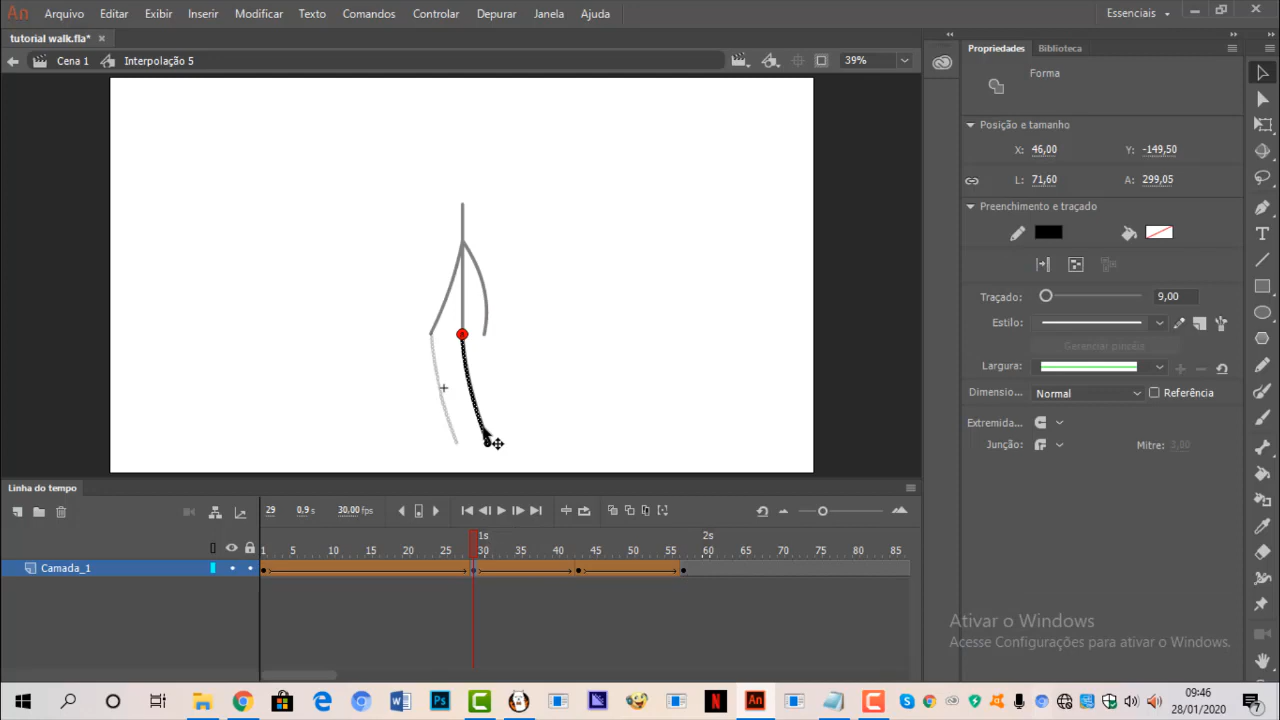 An Arquivo Editar Exibir Inserir Modificar Texto Comandos Controlar Depurar Janela Ajuda Essenciais
tutorial walk.fla* ×
Cena 1 Interpolação 5 39%
Propriedades Biblioteca
Forma
Posição e tamanho
X: 46,00 Y: -149,50
L: 71,60 A: 299,05
Preenchimento e traçado
Traçado: 9,00
Estilo:
Gerenciar pincéis
Largura:
Dimensio... Normal Referência
Extremida...
Junção: Mitre: 3,00
Linha do tempo
29 0.9 s 30.00 fps
1s 2s
1 5 10 15 20 25 30 35 40 45 50 55 60 65 70 75 80 85
Camada_1
Ativar o Windows
Acesse Configurações para ativar o Windows.
Ps N An
09:46
28/01/2020
7